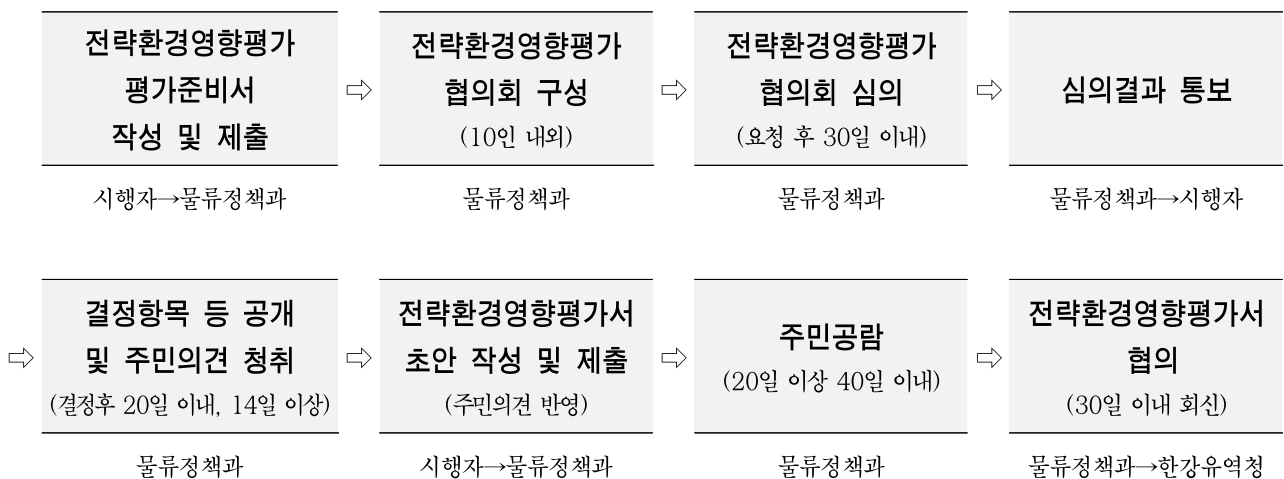 전략환경영향평가
평가준비서
작성 및 제출
시행자→물류정책과
⇨
전략환경영향평가
협의회 구성
(10인 내외)
물류정책과
⇨
전략환경영향평가
협의회 심의
(요청 후 30일 이내)
물류정책과
⇨
심의결과 통보
물류정책과→시행자
⇨
결정항목 등 공개
및 주민의견 청취
(결정후 20일 이내, 14일 이상)
물류정책과
⇨
전략환경영향평가서
초안 작성 및 제출
(주민의견 반영)
시행자→물류정책과
⇨
주민공람
(20일 이상 40일 이내)
물류정책과
⇨
전략환경영향평가서
협의
(30일 이내 회신)
물류정책과→한강유역청